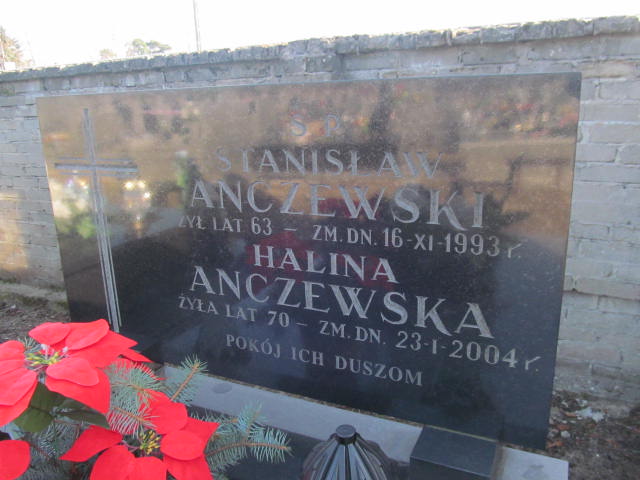 Ś P.
STANISŁAW
ANCZEWSKI
ŻYŁ LAT 63 – ZM. DN. 16-XI-1993 r.
HALINA
ANCZEWSKA
ŻYŁA LAT 70 – ZM. DN. 23-I-2004 r.
POKÓJ ICH DUSZOM